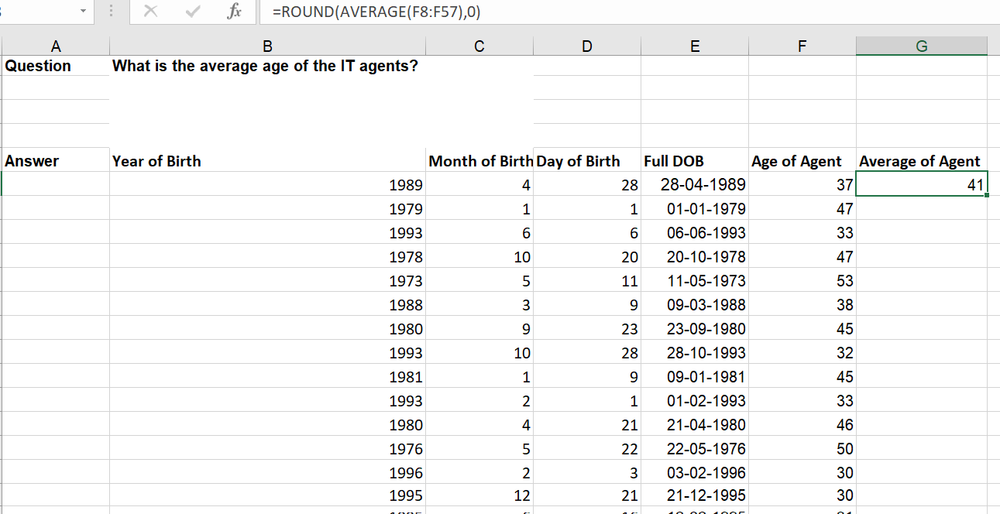 fx =ROUND(AVERAGE(F8:F57),0)
A B C D E F G
Question What is the average age of the IT agents?
Answer Year of Birth Month of Birth Day of Birth Full DOB Age of Agent Average of Agent
1989 4 28 28-04-1989 37 41
1979 1 1 01-01-1979 47
1993 6 6 06-06-1993 33
1978 10 20 20-10-1978 47
1973 5 11 11-05-1973 53
1988 3 9 09-03-1988 38
1980 9 23 23-09-1980 45
1993 10 28 28-10-1993 32
1981 1 9 09-01-1981 45
1993 2 1 01-02-1993 33
1980 4 21 21-04-1980 46
1976 5 22 22-05-1976 50
1996 2 3 03-02-1996 30
1995 12 21 21-12-1995 30